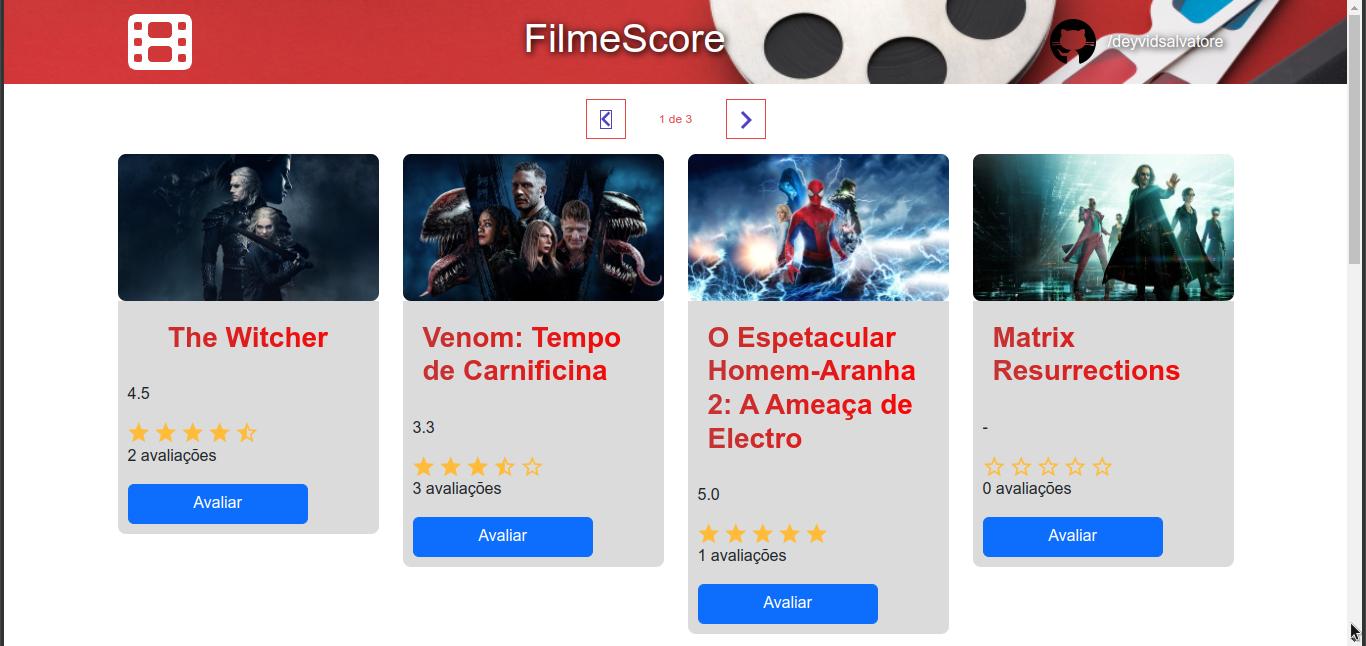 FilmeScore
/deyvidsalvatore
1 de 3
The Witcher
4.5
2 avaliações
Avaliar
Venom: Tempo
de Carnificina
3.3
3 avaliações
Avaliar
O Espetacular
Homem-Aranha
2: A Ameaça de
Electro
5.0
1 avaliações
Avaliar
Matrix
Resurrections
-
0 avaliações
Avaliar